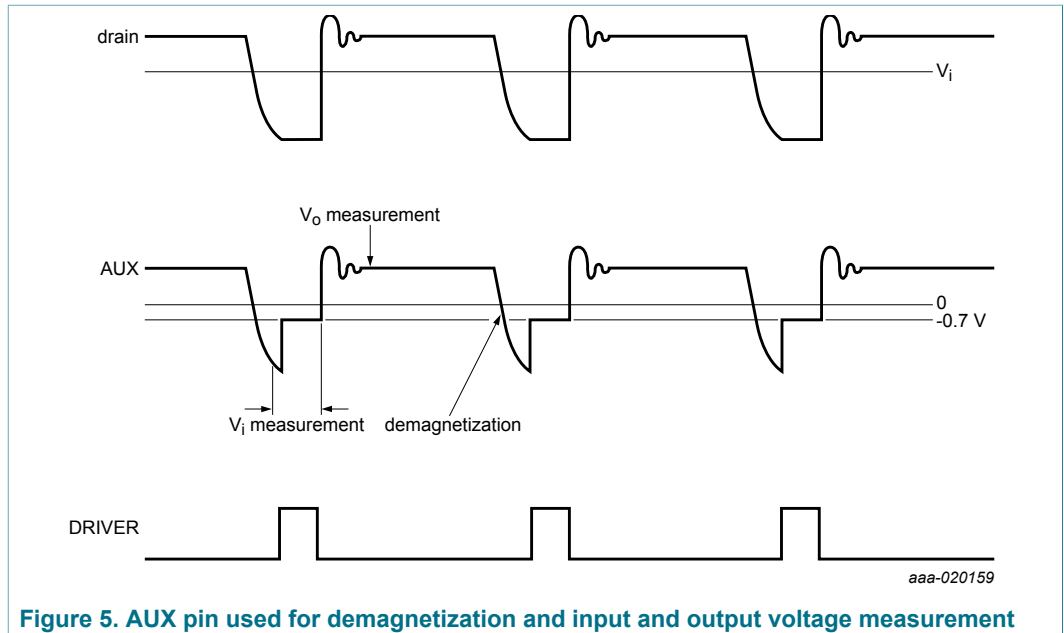 drain
Vi
Vo measurement
AUX
0
-0.7 V
Vi measurement
demagnetization
DRIVER
aaa-020159
Figure 5. AUX pin used for demagnetization and input and output voltage measurement